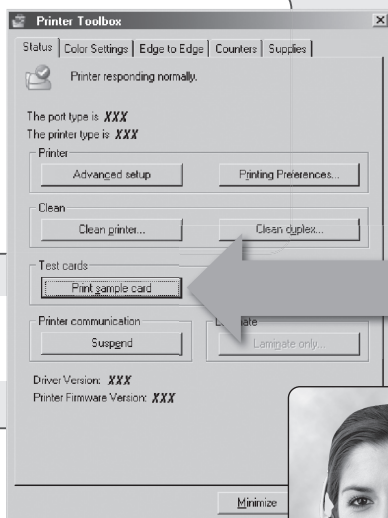 Printer Toolbox
Status Color Settings Edge to Edge Counters Supplies
Printer responding normally.
The port type is XXX
The printer type is XXX
Printer
Advanced setup Printing Preferences...
Clean
Clean printer... Clean duplex...
Test cards
Print sample card
Printer communication
Suspend Laminate only...
Driver Version: XXX
Printer Firmware Version: XXX
Minimize